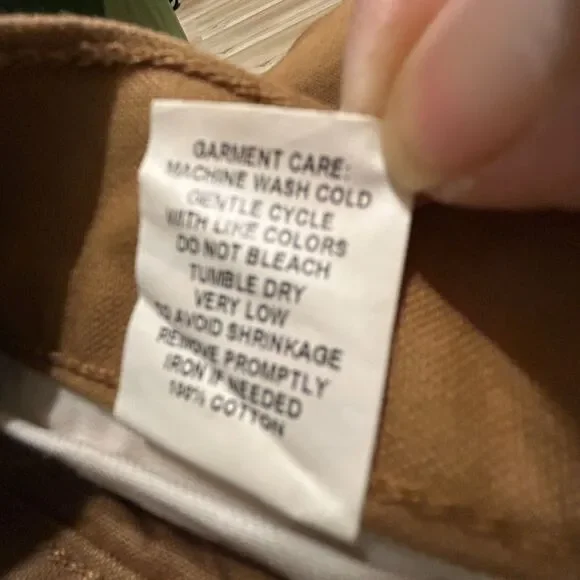 GARMENT CARE:
MACHINE WASH COLD
GENTLE CYCLE
WITH LIKE COLORS
DO NOT BLEACH
TUMBLE DRY
VERY LOW
TO AVOID SHRINKAGE
REMOVE PROMPTLY
IRON IF NEEDED
100% COTTON